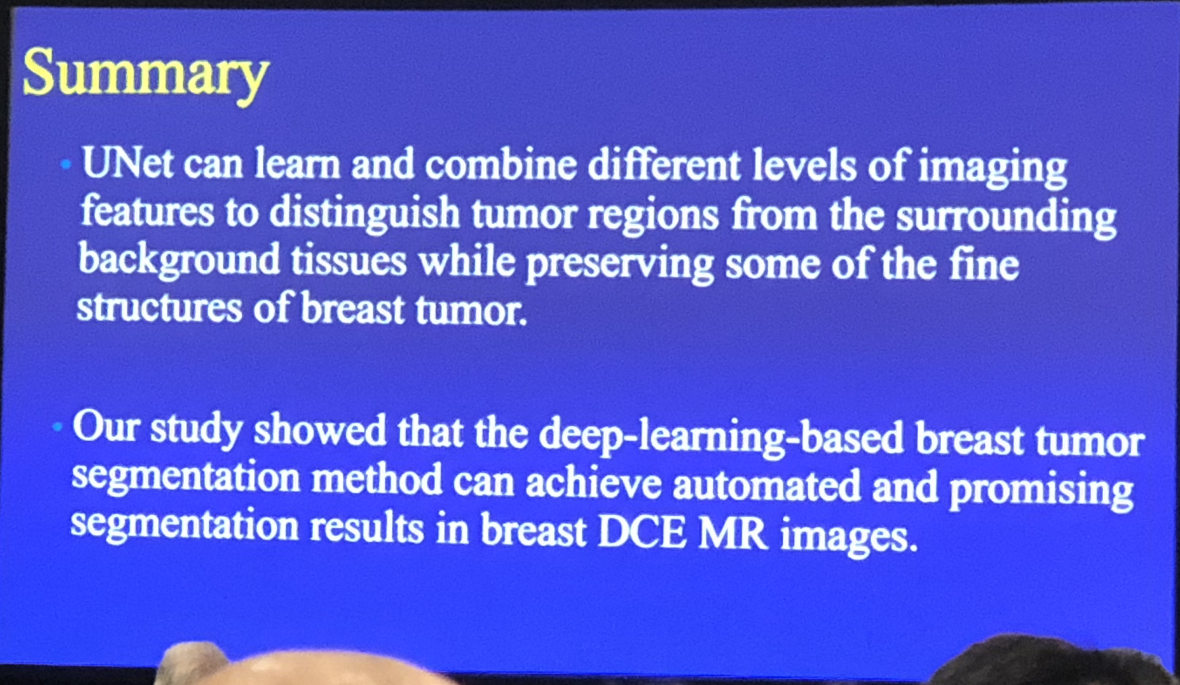 Summary
• UNet can learn and combine different levels of imaging
features to distinguish tumor regions from the surrounding
background tissues while preserving some of the fine
structures of breast tumor.
• Our study showed that the deep-learning-based breast tumor
segmentation method can achieve automated and promising
segmentation results in breast DCE MR images.